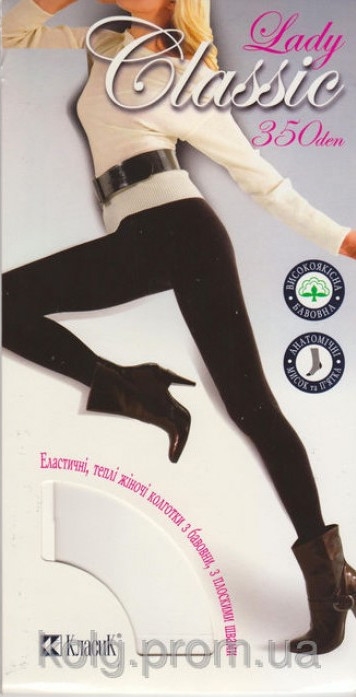 Lady
Classic
350den
ВИСОКОЯКІСНА
БАВОВНА
АНАТОМІЧНІ
МИСОК та П'ЯТКА
Еластичні, теплі жіночі колготки з бавовни, з плоскими швами
КлаСиК
kolg.prom.ua